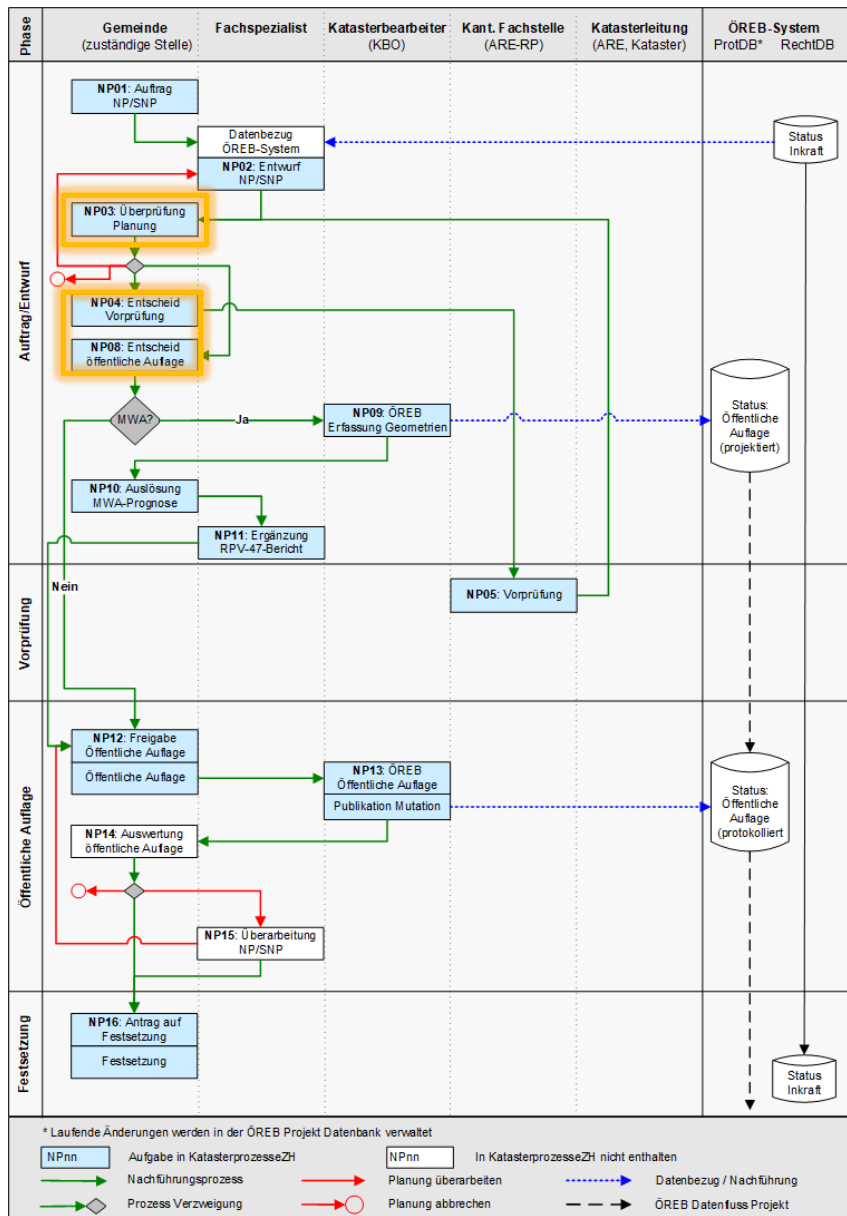 Phase
Gemeinde
(zuständige Stelle)
Fachspezialist
Katasterbearbeiter
(KBO)
Kant. Fachstelle
(ARE-RP)
Katasterleitung
(ARE, Kataster)
ÖREB-System
ProtDB* RechtDB
Auftrag/Entwurf
NP01: Auftrag
NP/SNP
Datenbezug
ÖREB-System
NP02: Entwurf
NP/SNP
Status
Inkraft
NP03: Überprüfung
Planung
NP04: Entscheid
Vorprüfung
NP08: Entscheid
öffentliche Auflage
MWA?
Ja
NP09: ÖREB
Erfassung Geometrien
Status:
Öffentliche
Auflage
(projektiert)
NP10: Auslösung
MWA-Prognose
NP11: Ergänzung
RPV-47-Bericht
Nein
Vorprüfung
NP05: Vorprüfung
Öffentliche Auflage
NP12: Freigabe
Öffentliche Auflage
Öffentliche Auflage
NP13: ÖREB
Öffentliche Auflage
Publikation Mutation
Status:
Öffentliche
Auflage
(protokolliert
NP14: Auswertung
öffentliche Auflage
NP15: Überarbeitung
NP/SNP
Festsetzung
NP16: Antrag auf
Festsetzung
Festsetzung
Status
Inkraft
* Laufende Änderungen werden in der ÖREB Projekt Datenbank verwaltet
NPnn Aufgabe in KatasterprozesseZH
NPnn In KatasterprozesseZH nicht enthalten
Nachführungsprozess
Planung überarbeiten
Datenbezug / Nachführung
Prozess Verzweigung
Planung abbrechen
ÖREB Datenfluss Projekt